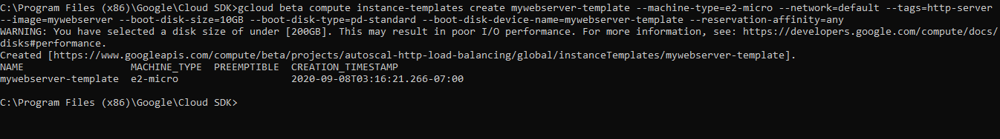 C:\Program Files (x86)\Google\Cloud SDK>gcloud beta compute instance-templates create mywebserver-template --machine-type=e2-micro --network=default --tags=http-server
--image=mywebserver --boot-disk-size=10GB --boot-disk-type=pd-standard --boot-disk-device-name=mywebserver-template --reservation-affinity=any
WARNING: You have selected a disk size of under [200GB]. This may result in poor I/O performance. For more information, see: https://developers.google.com/compute/docs/
disks#performance.
Created [https://www.googleapis.com/compute/beta/projects/autoscal-http-load-balancing/global/instanceTemplates/mywebserver-template].
NAME                  MACHINE_TYPE  PREEMPTIBLE  CREATION_TIMESTAMP
mywebserver-template  e2-micro                   2020-09-08T03:16:21.266-07:00
C:\Program Files (x86)\Google\Cloud SDK>